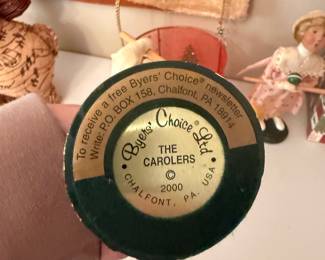 To receive a free Byers' Choice® newsletter
Write: P.O. BOX 158, Chalfont, PA 18914
Byers' Choice® Ltd
THE
CAROLERS
©
2000
CHALFONT, PA. USA